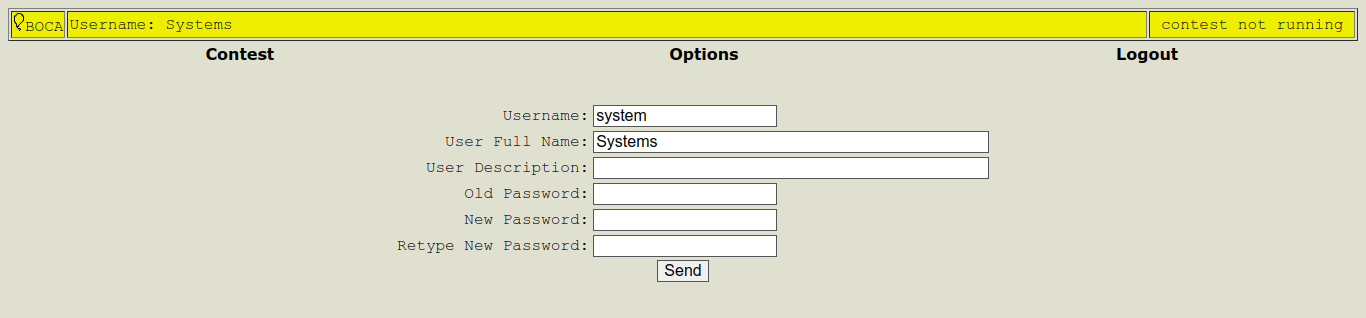 BOCA Username: Systems contest not running
Contest Options Logout
Username: system
User Full Name: Systems
User Description:
Old Password:
New Password:
Retype New Password:
Send